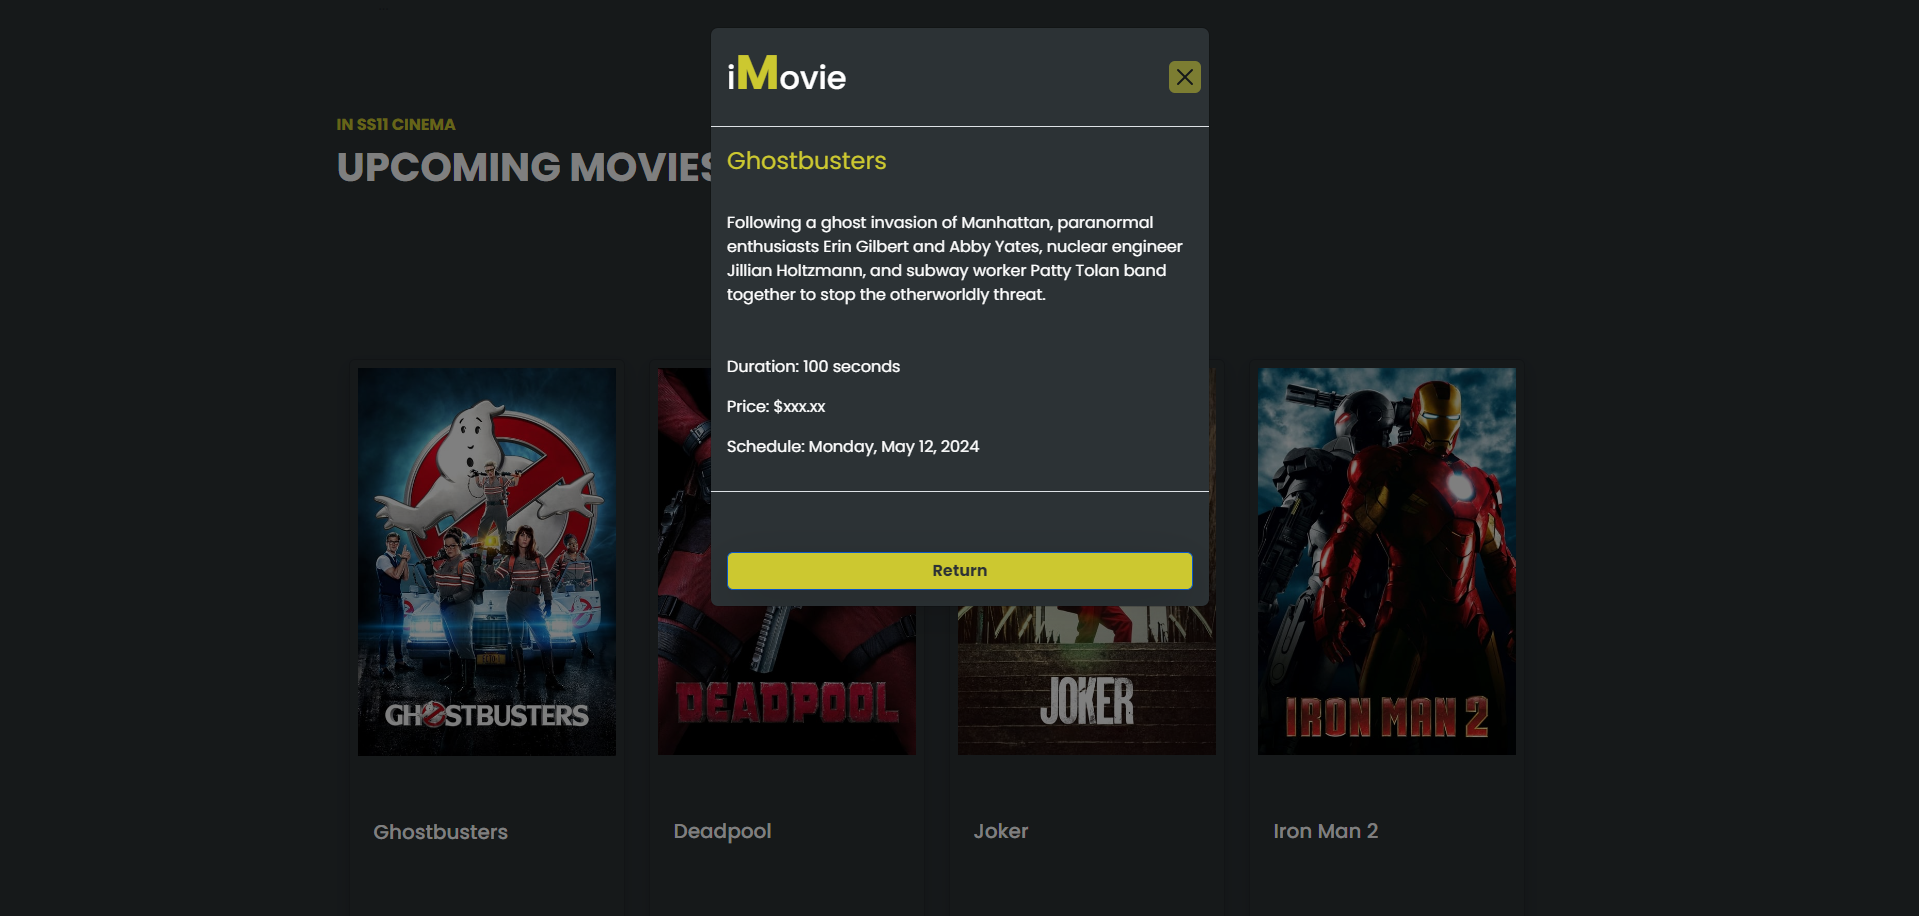 iMovie
IN SS11 CINEMA
UPCOMING MOVIES
Ghostbusters
Following a ghost invasion of Manhattan, paranormal
enthusiasts Erin Gilbert and Abby Yates, nuclear engineer
Jillian Holtzmann, and subway worker Patty Tolan band
together to stop the otherworldly threat.
Duration: 100 seconds
Price: $xxx.xx
Schedule: Monday, May 12, 2024
Return
GHOSTBUSTERS
DEADPOOL
JOKER
IRON MAN 2
Ghostbusters
Deadpool
Joker
Iron Man 2